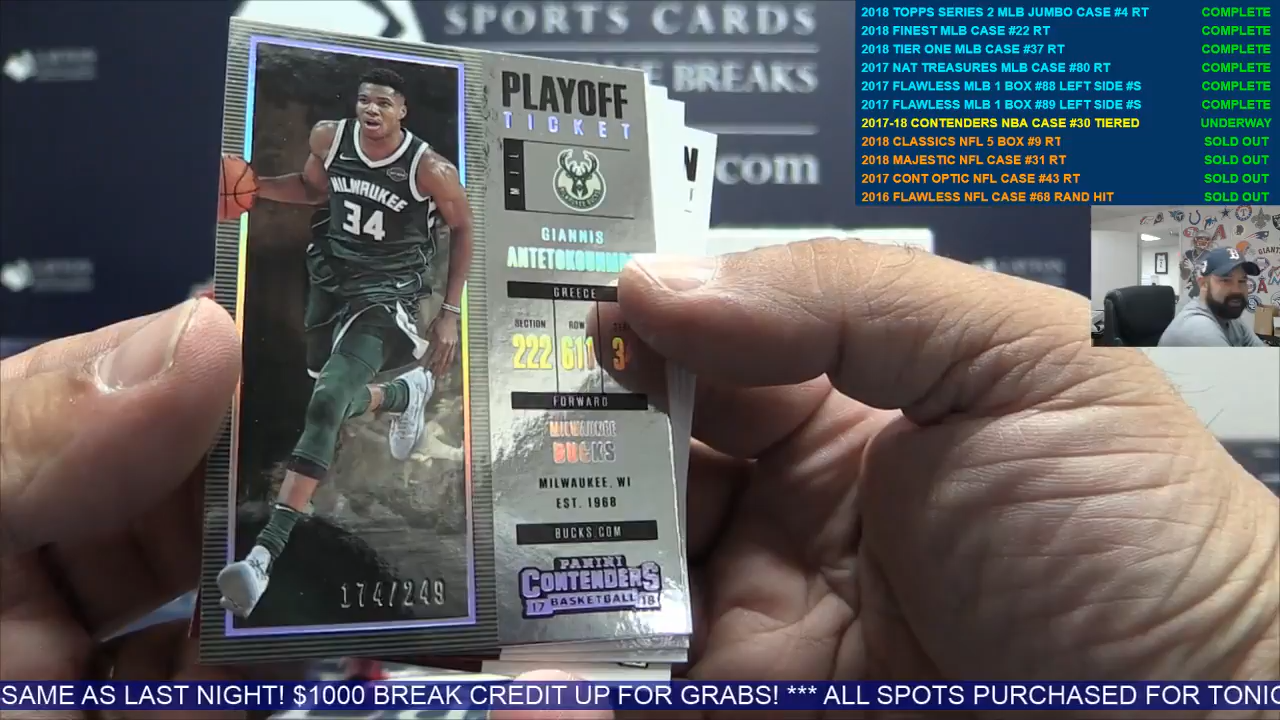 SPORTS CARDS
BREAKS
.com
PLAYOFF
TICKET
MIL
MILWAUKEE BUCKS
GIANNIS
GREECE
SECTION
ROW
222
611
FORWARD
MILWAUKEE
BUCKS
MILWAUKEE, WI
EST. 1968
BUCKS.COM
PANINI
CONTENDERS
17 BASKETBALL 18
MILWAUKEE
34
174/249
N
2018 TOPPS SERIES 2 MLB JUMBO CASE #4 RT COMPLETE
2018 FINEST MLB CASE #22 RT COMPLETE
2018 TIER ONE MLB CASE #37 RT COMPLETE
2017 NAT TREASURES MLB CASE #80 RT COMPLETE
2017 FLAWLESS MLB 1 BOX #88 LEFT SIDE #S COMPLETE
2017 FLAWLESS MLB 1 BOX #89 LEFT SIDE #S COMPLETE
2017-18 CONTENDERS NBA CASE #30 TIERED UNDERWAY
2018 CLASSICS NFL 5 BOX #9 RT SOLD OUT
2018 MAJESTIC NFL CASE #31 RT SOLD OUT
2017 CONT OPTIC NFL CASE #43 RT SOLD OUT
2016 FLAWLESS NFL CASE #68 RAND HIT SOLD OUT
SAME AS LAST NIGHT! $1000 BREAK CREDIT UP FOR GRABS! *** ALL SPOTS PURCHASED FOR TONIG